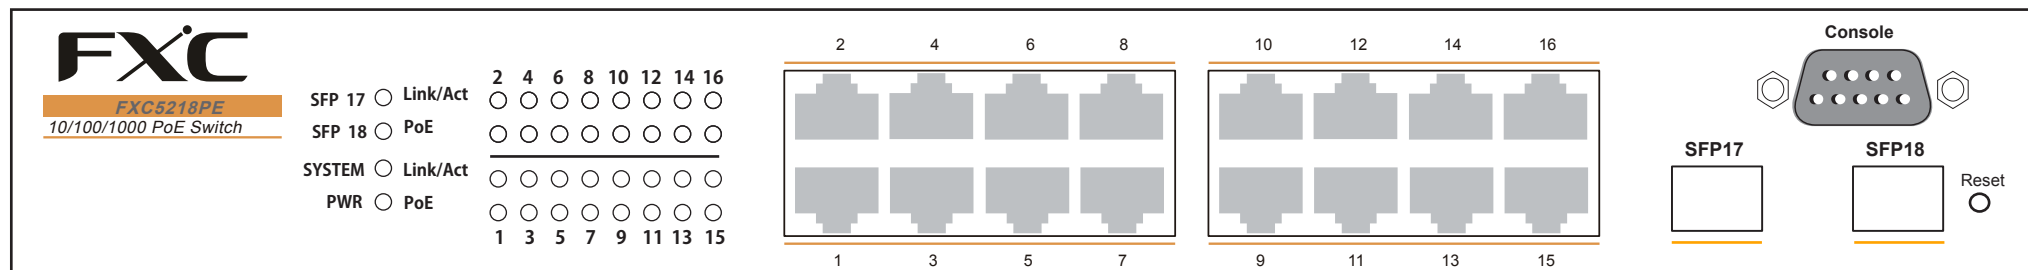 FXC
FXC5218PE
10/100/1000 PoE Switch
2 4 6 8 10 12 14 16
SFP 17 Link/Act
SFP 18 PoE
SYSTEM Link/Act
PWR PoE
1 3 5 7 9 11 13 15
2 4 6 8 10 12 14 16
1 3 5 7 9 11 13 15
Console
SFP17 SFP18
Reset